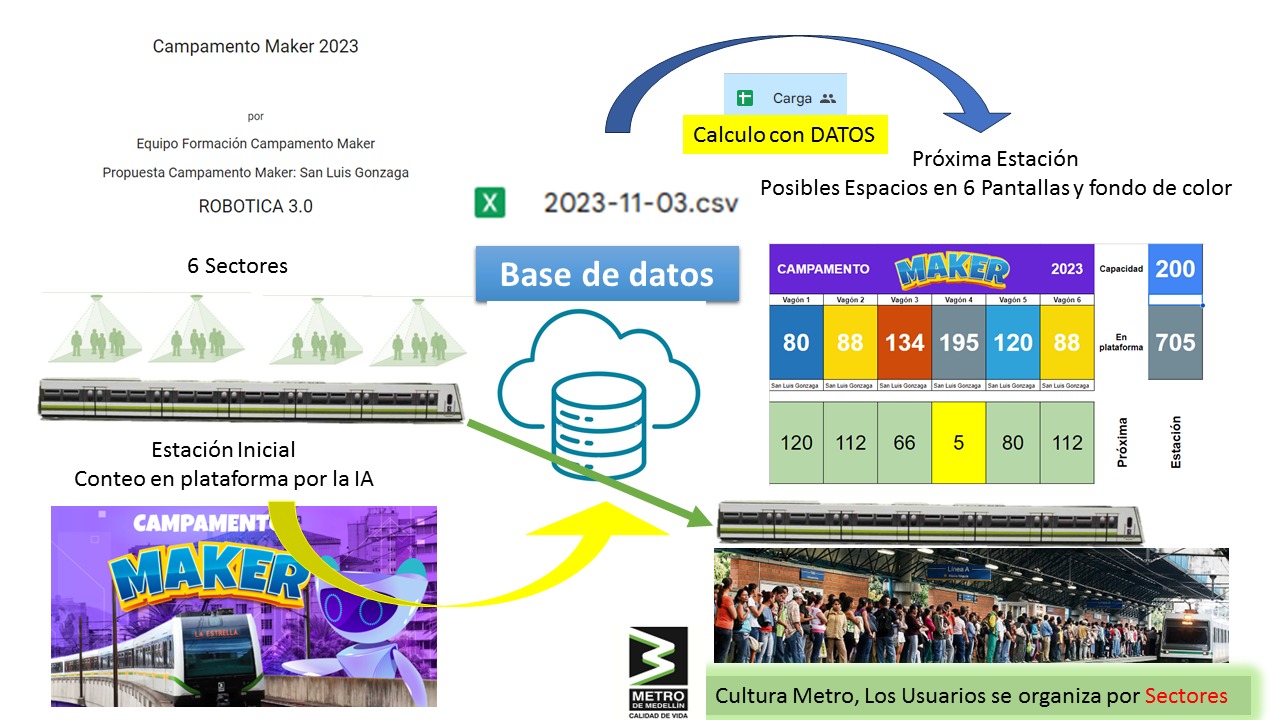 Campamento Maker 2023
por
Equipo Formación Campamento Maker
Propuesta Campamento Maker: San Luis Gonzaga
ROBOTICA 3.0
Carga
Calculo con DATOS
Próxima Estación
Posibles Espacios en 6 Pantallas y fondo de color
X 2023-11-03.csv
Base de datos
6 Sectores
Estación Inicial
Conteo en plataforma por la IA
CAMPAMENTO MAKER 2023 Capacidad 200
Vagón 1 Vagón 2 Vagón 3 Vagón 4 Vagón 5 Vagón 6
80 88 134 195 120 88 En plataforma 705
San Luis Gonzaga San Luis Gonzaga San Luis Gonzaga San Luis Gonzaga San Luis Gonzaga San Luis Gonzaga
120 112 66 5 80 112 Próxima Estación
CAMPAMENTO
MAKER
LA ESTRELLA
Línea A
METRO
DE MEDELLÍN
CALIDAD DE VIDA
Cultura Metro, Los Usuarios se organiza por Sectores